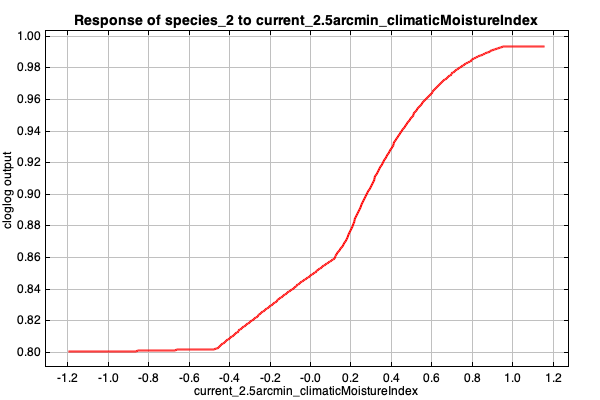 Response of species_2 to current_2.5arcmin_climaticMoistureIndex
1.00
0.98
0.96
0.94
0.92
0.90
0.88
0.86
0.84
0.82
0.80
cloglog output
-1.2 -1.0 -0.8 -0.6 -0.4 -0.2 -0.0 0.2 0.4 0.6 0.8 1.0 1.2
current_2.5arcmin_climaticMoistureIndex